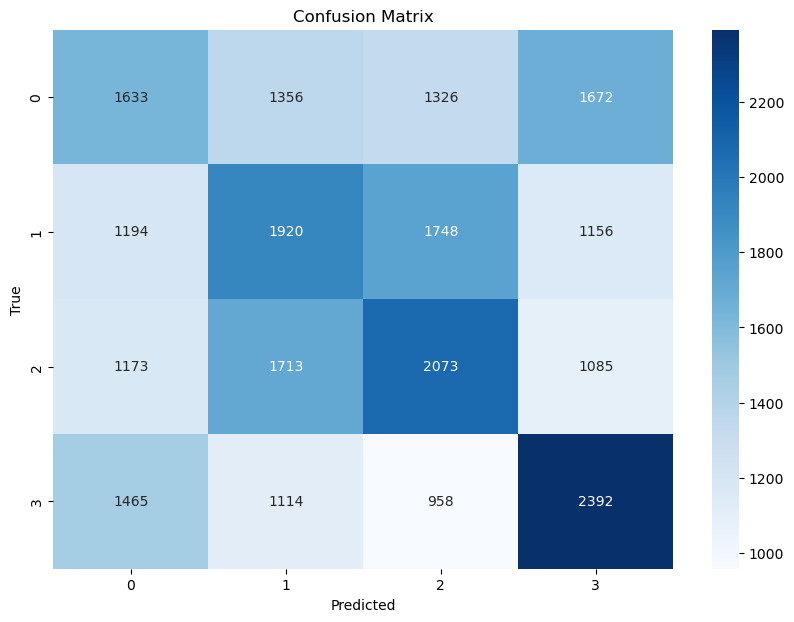 Confusion Matrix
0 1633 1356 1326 1672
1 1194 1920 1748 1156
2 1173 1713 2073 1085
3 1465 1114 958 2392
0 1 2 3
Predicted
True
2200
2000
1800
1600
1400
1200
1000